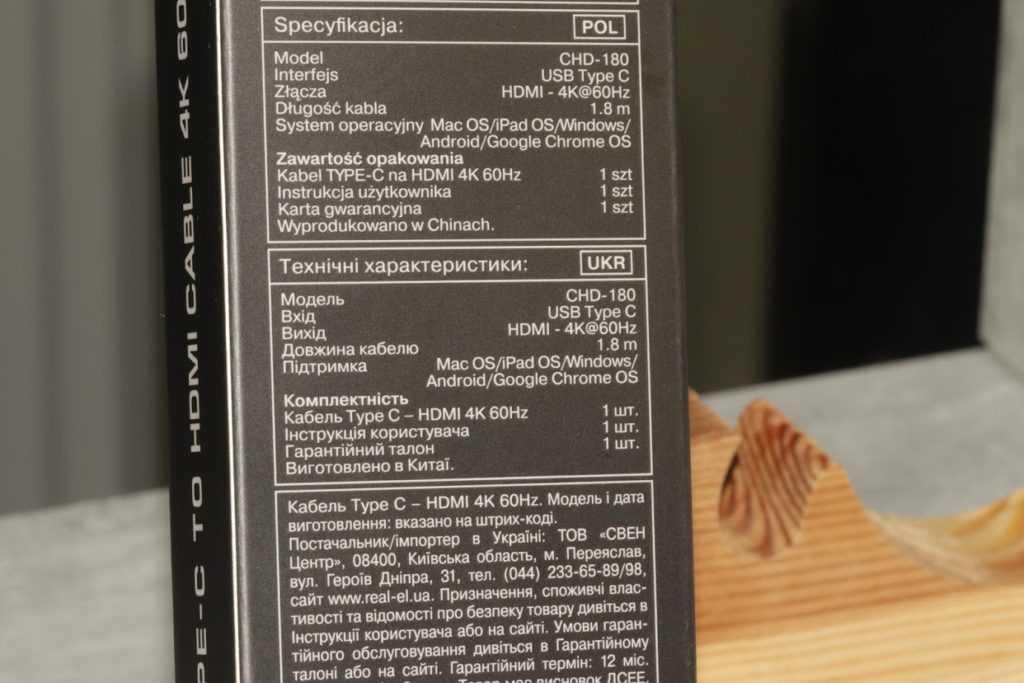 PE-C TO HDMI CABLE 4K 60
Specyfikacja: POL
Model CHD-180
Interfejs USB Type C
Złącza HDMI - 4K@60Hz
Długość kabla 1.8 m
System operacyjny Mac OS/iPad OS/Windows/
Android/Google Chrome OS
Zawartość opakowania
Kabel TYPE-C na HDMI 4K 60Hz 1 szt
Instrukcja użytkownika 1 szt
Karta gwarancyjna 1 szt
Wyprodukowano w Chinach.
Технічні характеристики: UKR
Модель CHD-180
Вхід USB Type C
Вихід HDMI - 4K@60Hz
Довжина кабелю 1.8 m
Підтримка Mac OS/iPad OS/Windows/
Android/Google Chrome OS
Комплектність
Кабель Type C – HDMI 4K 60Hz 1 шт.
Інструкція користувача 1 шт.
Гарантійний талон 1 шт.
Виготовлено в Китаї.
Кабель Type C – HDMI 4K 60Hz. Модель і дата
виготовлення: вказано на штрих-коді.
Постачальник/імпортер в Україні: ТОВ «СВЕН
Центр», 08400, Київська область, м. Переяслав,
вул. Героїв Дніпра, 31, тел. (044) 233-65-89/98,
сайт www.real-el.ua. Призначення, споживчі влас-
тивості та відомості про безпеку товару дивіться в
Інструкції користувача або на сайті. Умови гаран-
тійного обслуговування дивіться в Гарантійному
талоні або на сайті. Гарантійний термін: 12 міс.
Товар має висновок ДСЕЕ.